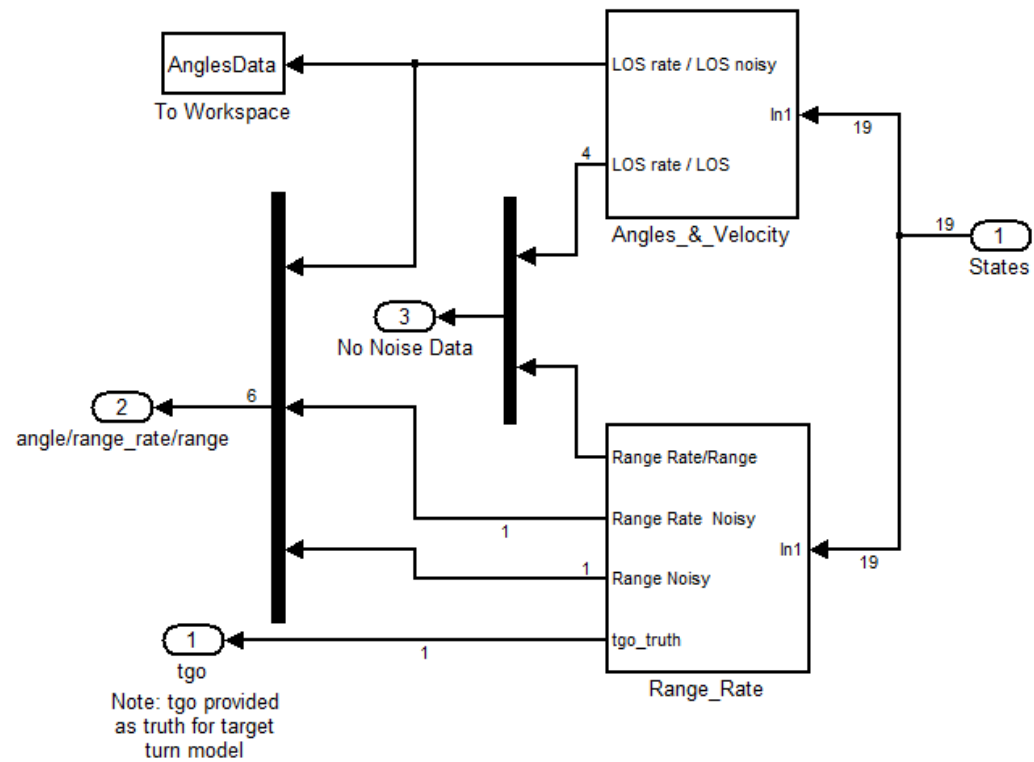 AnglesData
To Workspace
LOS rate / LOS noisy
In1
LOS rate / LOS
4
Angles_&_Velocity
19
19
1
States
3
No Noise Data
6
2
angle/range_rate/range
Range Rate/Range
Range Rate  Noisy
1
In1
19
Range Noisy
1
tgo_truth
1
Range_Rate
1
tgo
Note: tgo provided
as truth for target
turn model